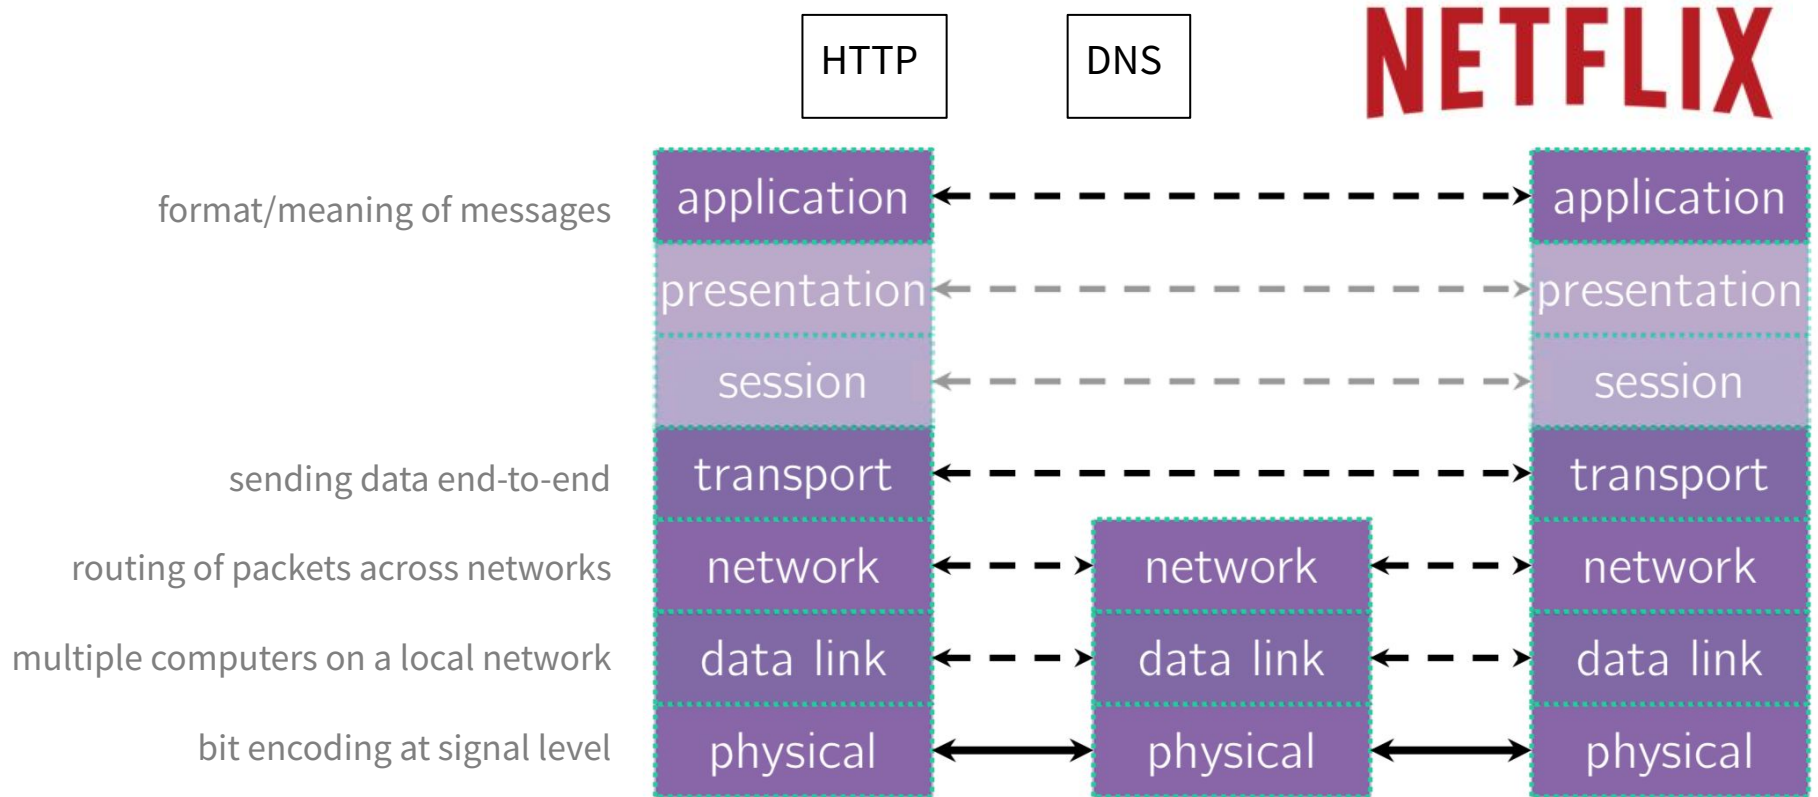 HTTP DNS NETFLIX
format/meaning of messages application application
presentation presentation
session session
sending data end-to-end transport transport
routing of packets across networks network network network
multiple computers on a local network data link data link data link
bit encoding at signal level physical physical physical